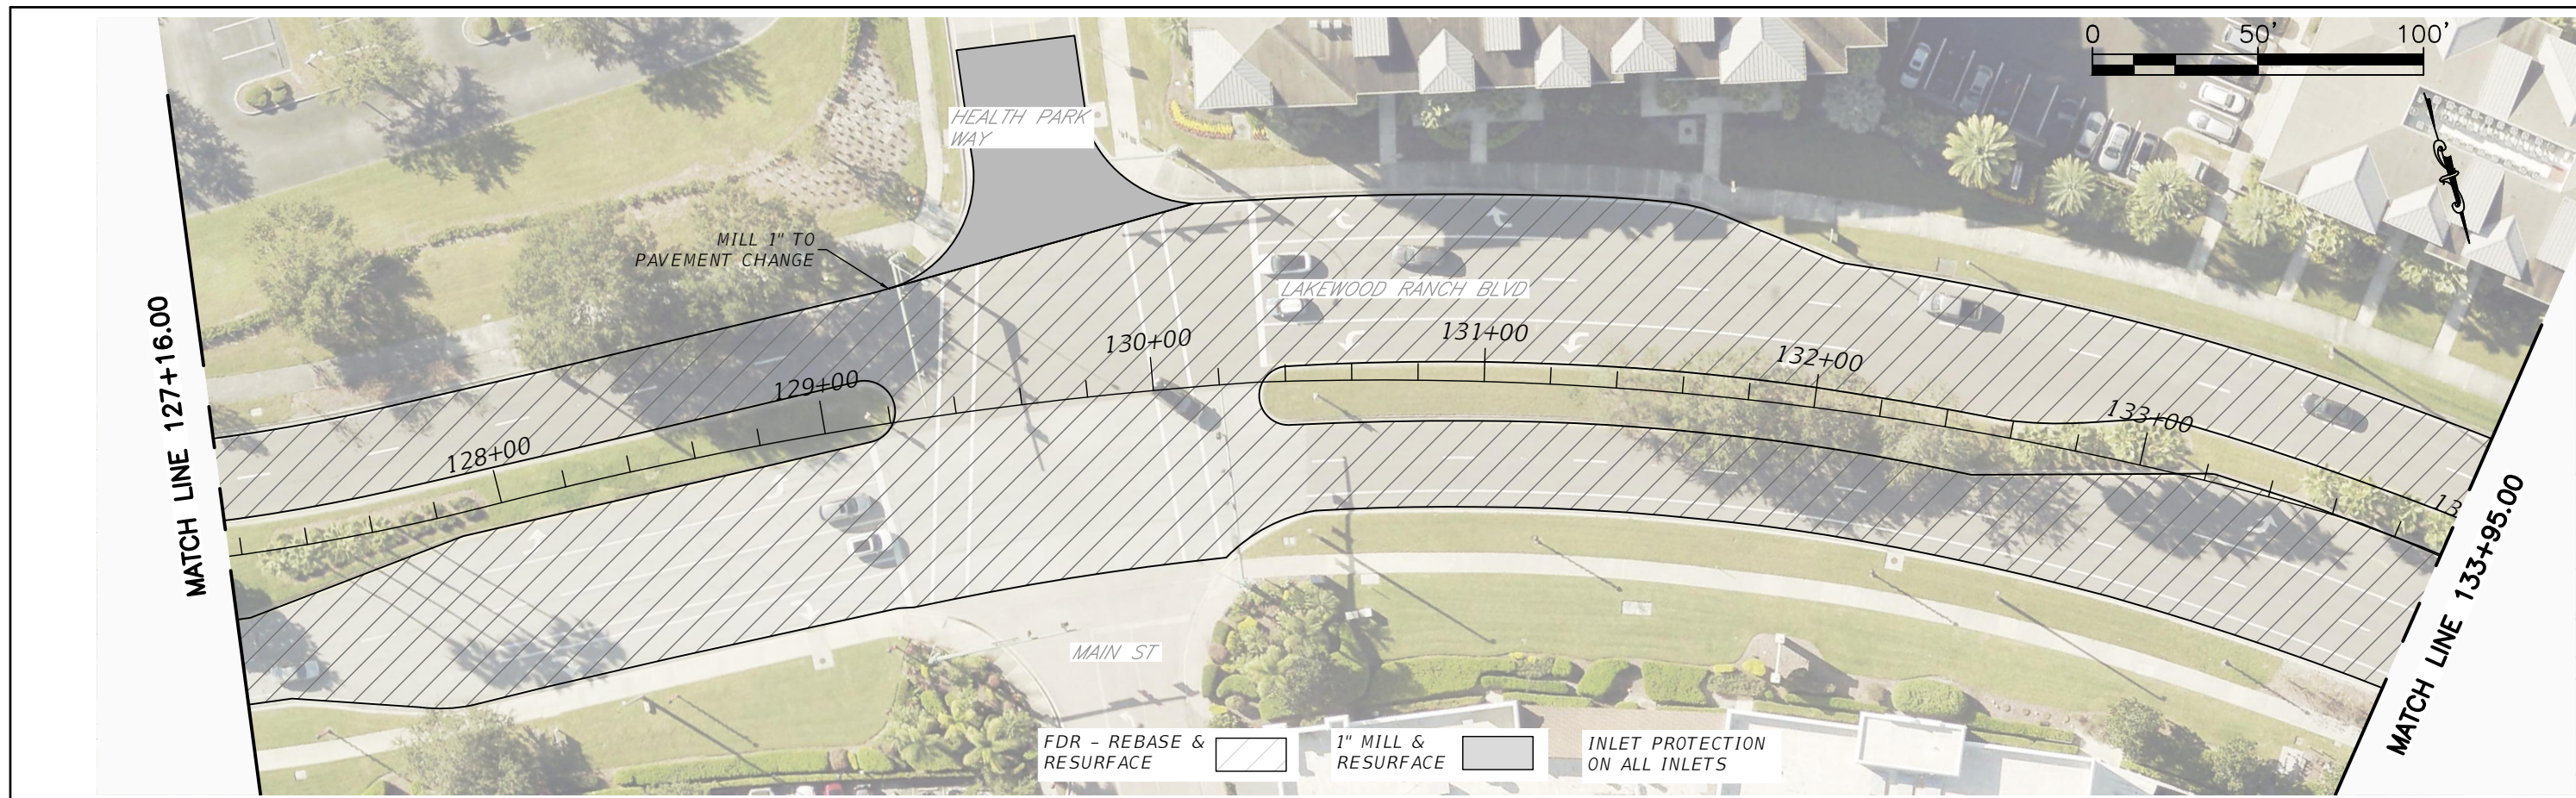 0 50' 100'
HEALTH PARK
WAY
MILL 1" TO
PAVEMENT CHANGE
LAKEWOOD RANCH BLVD
MATCH LINE 127+16.00
128+00
129+00
130+00
131+00
132+00
133+00
13
MATCH LINE 133+95.00
MAIN ST
FDR - REBASE &
RESURFACE
1" MILL &
RESURFACE
INLET PROTECTION
ON ALL INLETS